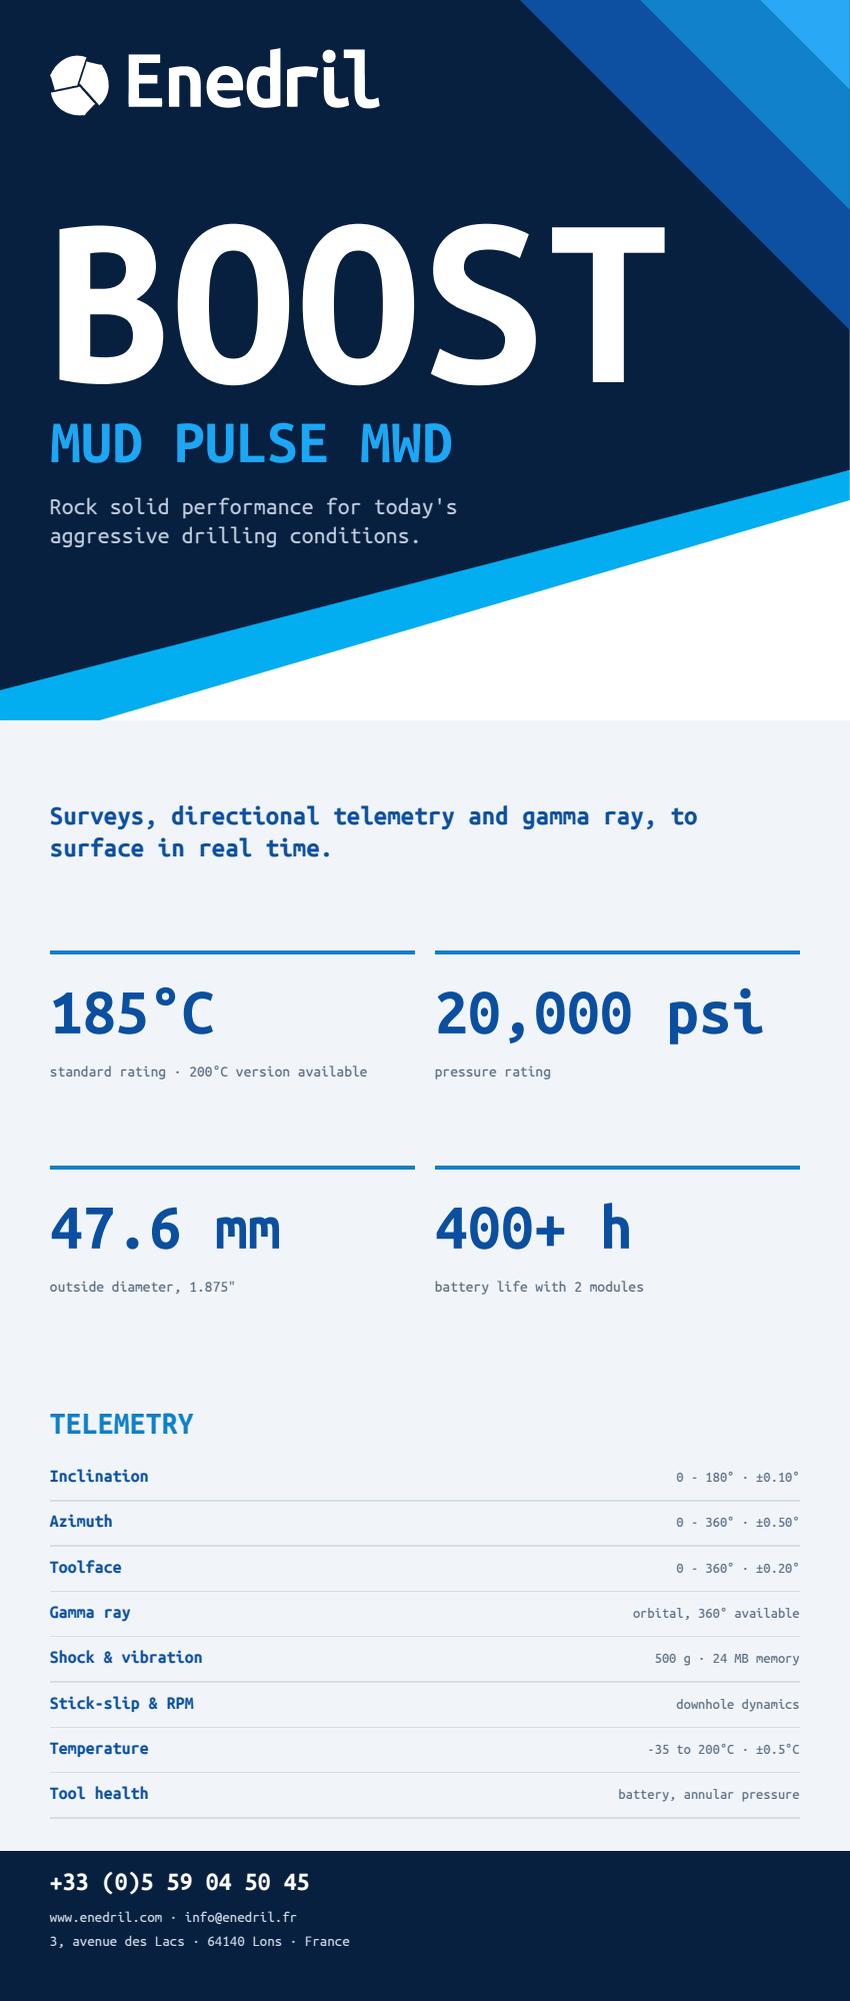 Enedril
BOOST
MUD PULSE MWD
Rock solid performance for today's
aggressive drilling conditions.
Surveys, directional telemetry and gamma ray, to
surface in real time.
185°C
standard rating · 200°C version available
20,000 psi
pressure rating
47.6 mm
outside diameter, 1.875"
400+ h
battery life with 2 modules
TELEMETRY
Inclination 0 - 180° · ±0.10°
Azimuth 0 - 360° · ±0.50°
Toolface 0 - 360° · ±0.20°
Gamma ray orbital, 360° available
Shock & vibration 500 g · 24 MB memory
Stick-slip & RPM downhole dynamics
Temperature -35 to 200°C · ±0.5°C
Tool health battery, annular pressure
+33 (0)5 59 04 50 45
www.enedril.com · info@enedril.fr
3, avenue des Lacs · 64140 Lons · France